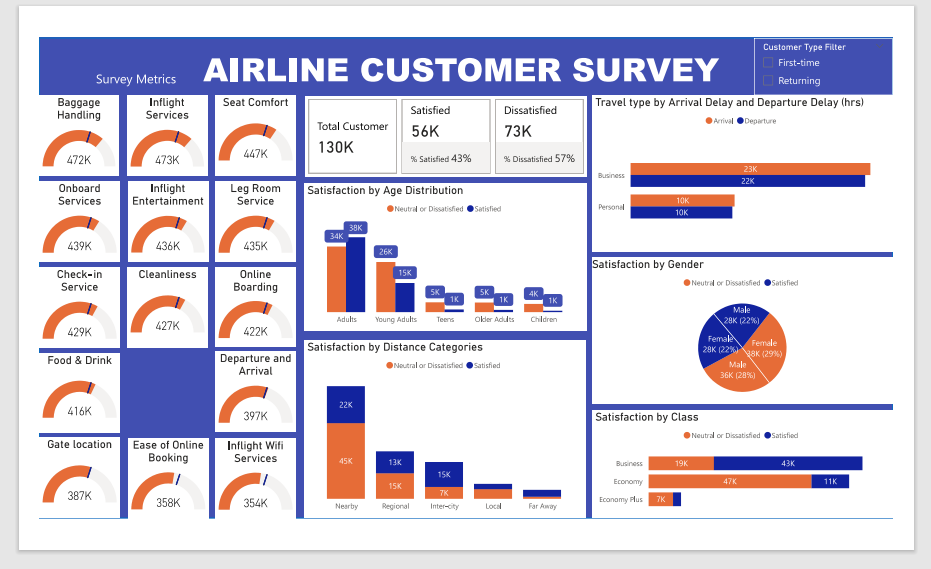 Survey Metrics
AIRLINE CUSTOMER SURVEY
Customer Type Filter
First-time
Returning
Baggage
Handling
472K
Inflight
Services
473K
Seat Comfort
447K
Onboard
Services
439K
Inflight
Entertainment
436K
Leg Room
Service
435K
Check-in
Service
429K
Cleanliness
427K
Online
Boarding
422K
Food & Drink
416K
Departure and
Arrival
397K
Gate location
387K
Ease of Online
Booking
358K
Inflight Wifi
Services
354K
Total Customer
130K
Satisfied
56K
% Satisfied 43%
Dissatisfied
73K
% Dissatisfied 57%
Satisfaction by Age Distribution
Neutral or Dissatisfied Satisfied
34K 38K
26K 15K
5K 1K
5K 1K
4K 1K
Adults Young Adults Teens Older Adults Children
Satisfaction by Distance Categories
Neutral or Dissatisfied Satisfied
22K
45K
13K
15K
15K
7K
Nearby Regional Inter-city Local Far Away
Travel type by Arrival Delay and Departure Delay (hrs)
Arrival Departure
Business
23K
22K
Personal
10K
10K
Satisfaction by Gender
Neutral or Dissatisfied Satisfied
Male
28K (22%)
Female
28K (22%)
Female
38K (29%)
Male
36K (28%)
Satisfaction by Class
Neutral or Dissatisfied Satisfied
Business 19K 43K
Economy 47K 11K
Economy Plus 7K